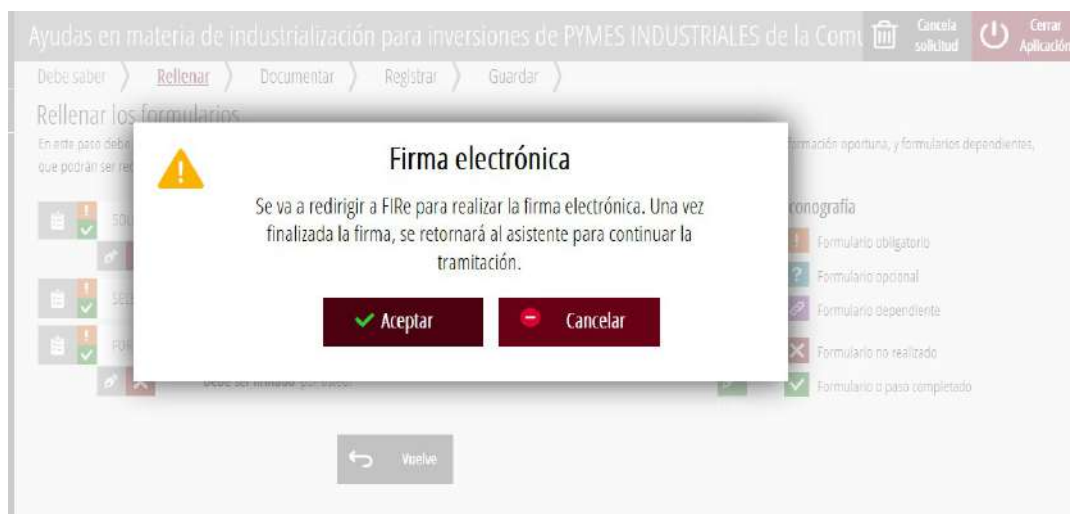 Ayudas en materia de industrialización para inversiones de PYMES INDUSTRIALES de la Comu
Cancela
solicitud
Cerrar
Aplicación
Debe saber
Rellenar
Documentar
Registrar
Guardar
Rellenar los formularios
En este paso debe
formación oportuna, y formularios dependientes,
que podrán ser
Firma electrónica
Se va a redirigir a FIRe para realizar la firma electrónica. Una vez
finalizada la firma, se retornará al asistente para continuar la
tramitación.
Aceptar
Cancelar
conografía
Formulario obligatorio
Formulario opcional
Formulario dependiente
Formulario no realizado
Formulario o paso completado
Vuelve